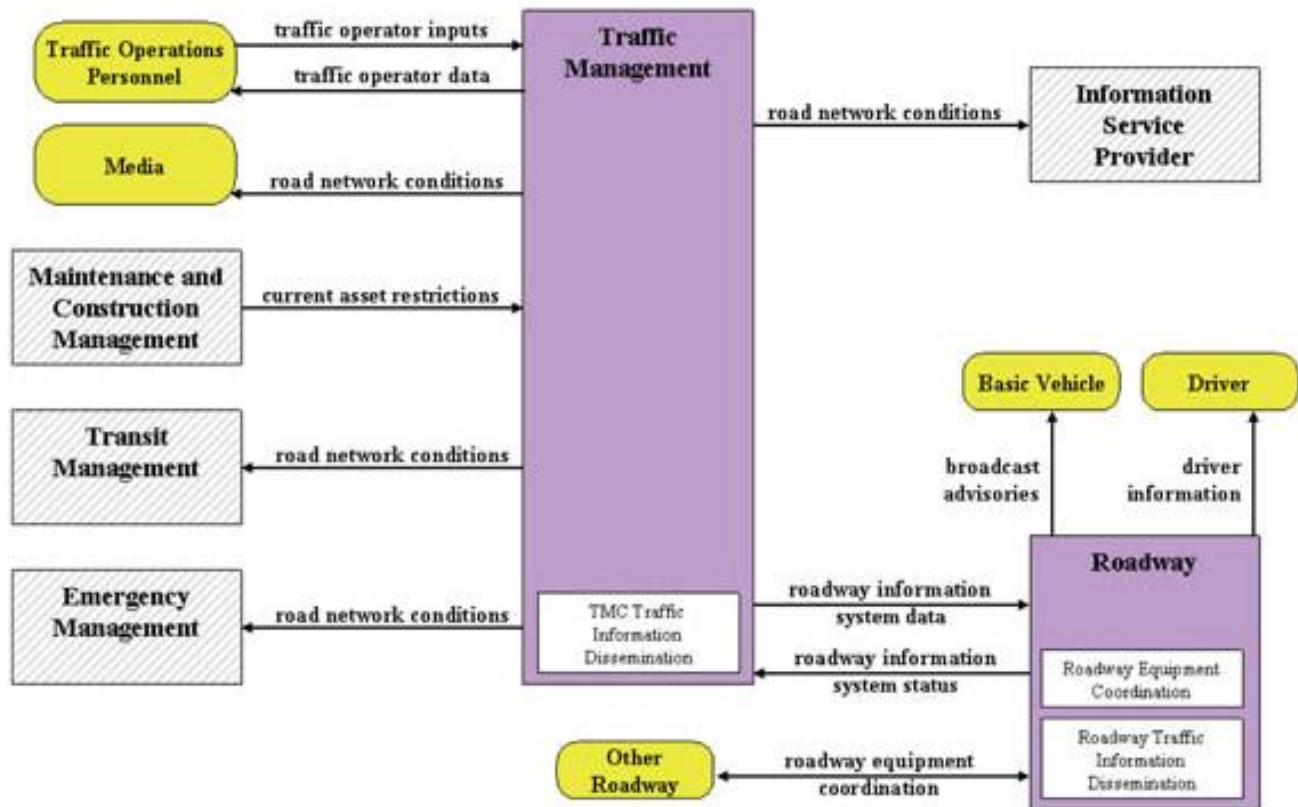 traffic operator inputs
Traffic Operations
Personnel
traffic operator data
Traffic
Management
road network conditions
Information
Service
Provider
Media
road network conditions
Maintenance and
Construction
Management
current asset restrictions
Basic Vehicle
Driver
Transit
Management
road network conditions
broadcast
advisories
driver
information
Roadway
Emergency
Management
road network conditions
TMC Traffic
Information
Dissemination
roadway information
system data
roadway information
system status
Roadway Equipment
Coordination
Roadway Traffic
Information
Dissemination
Other
Roadway
roadway equipment
coordination